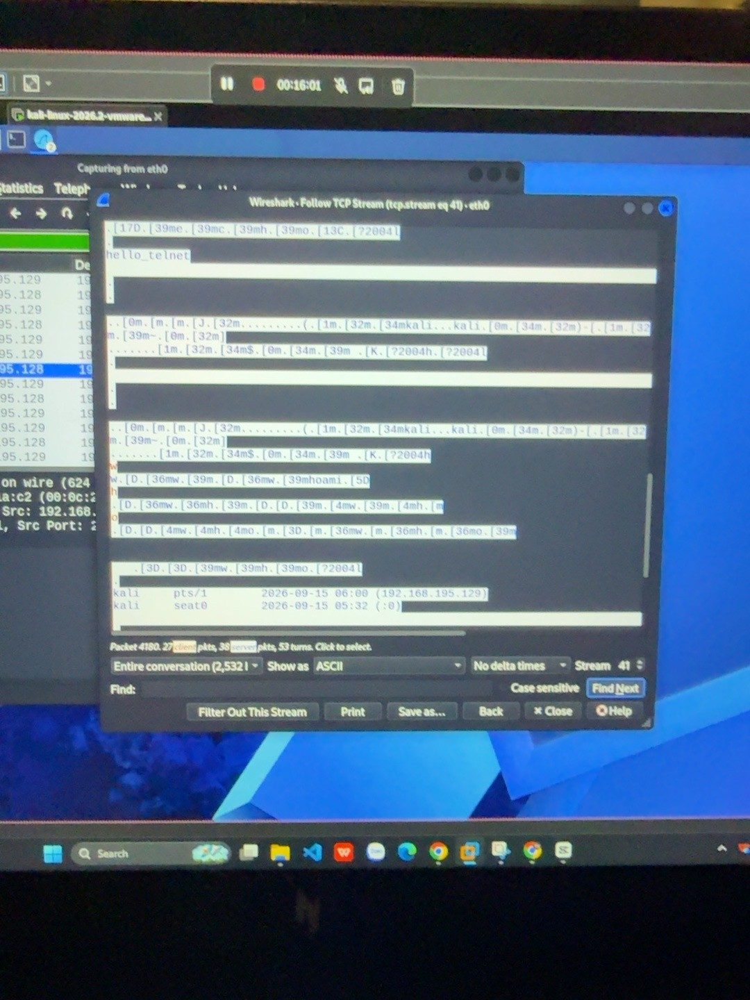 00:16:01
kali-linux-2026.2-vmware...
2
Capturing from eth0
Statistics Teleph
Wireshark · Follow TCP Stream (tcp.stream eq 41) · eth0
.[17D.[39me.[39mc.[39mh.[39mo.[13C.[?2004l
.
hello_telnet
.
.
De
95.129 19
95.128 19
95.129 19
95.128 19
95.129 19
95.129 19
95.128 19
95.129 19
95.128 19
95.129 19
95.129 19
95.128 19
95.129 19
..[0m.[m.[m.[J.[32m.........(.[1m.[32m.[34mkali...kali.[0m.[34m.[32m)-[.[1m.[32
m.[39m~.[0m.[32m]
.......[1m.[32m.[34m$.[0m.[34m.[39m .[K.[?2004h.[?2004l
.
.
.
..[0m.[m.[m.[J.[32m.........(.[1m.[32m.[34mkali...kali.[0m.[34m.[32m)-[.[1m.[32
m.[39m~.[0m.[32m]
.......[1m.[32m.[34m$.[0m.[34m.[39m .[K.[?2004h
w
w.[D.[36mw.[39m.[D.[36mw.[39mhoami.[5D
h
.[D.[36mw.[36mh.[39m.[D.[D.[39m.[4mw.[39m.[4mh.[m
o
.[D.[D.[4mw.[4mh.[4mo.[m.[3D.[m.[36mw.[m.[36mh.[m.[36mo.[39m
.[3D.[3D.[39mw.[39mh.[39mo.[?2004l
.
kali pts/1 2026-09-15 06:00 (192.168.195.129)
kali seat0 2026-09-15 05:32 (:0)
on wire (624
a:c2 (00:0c:2
Src: 192.168.
l, Src Port: 2
Packet 4180. 27 client pkts, 38 server pkts, 53 turns. Click to select.
Entire conversation (2,532 l Show as ASCII No delta times Stream 41
Find: Case sensitive Find Next
Filter Out This Stream Print Save as... Back × Close Help
Search